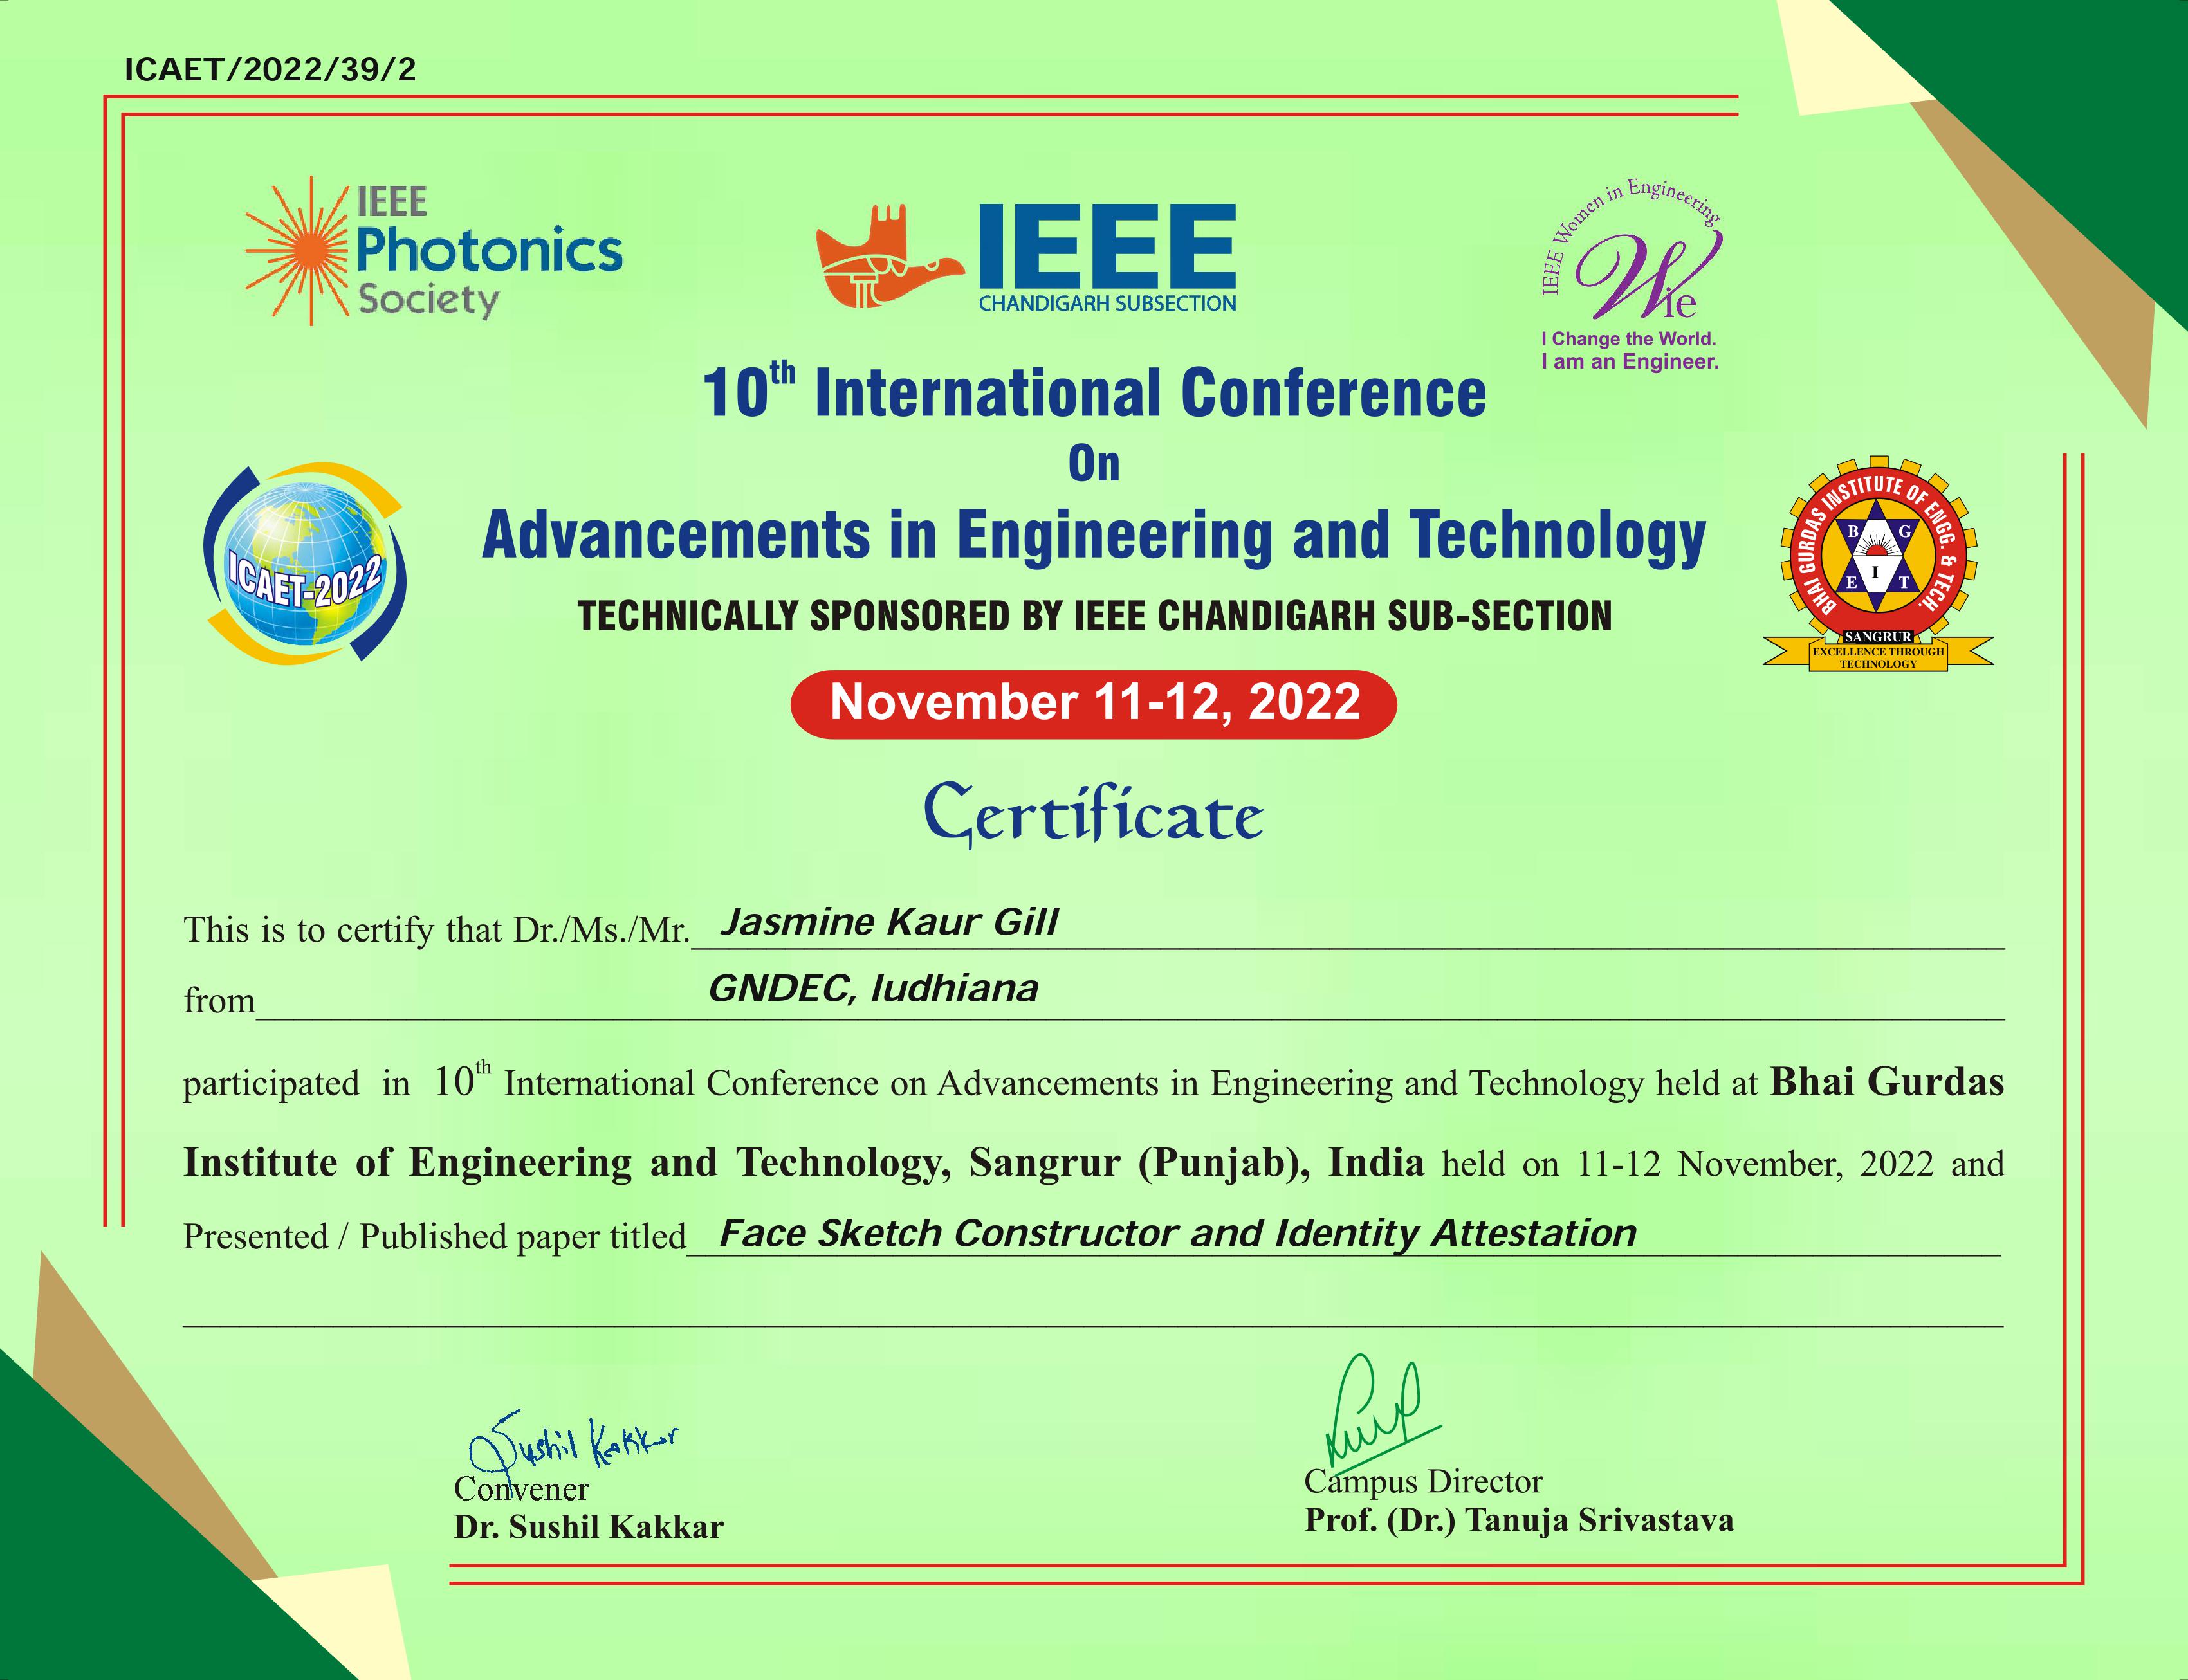 ICAET/2022/39/2
IEEE
Photonics
Society
IEEE
CHANDIGARH SUBSECTION
IEEE Women in Engineering
Wie
I Change the World.
I am an Engineer.
10th International Conference
On
Advancements in Engineering and Technology
TECHNICALLY SPONSORED BY IEEE CHANDIGARH SUB-SECTION
ICAET-2022
BHAI GURDAS INSTITUTE OF ENGG. & TECH.
B G
I
E T
SANGRUR
EXCELLENCE THROUGH
TECHNOLOGY
November 11-12, 2022
Certificate
This is to certify that Dr./Ms./Mr. Jasmine Kaur Gill
from GNDEC, ludhiana
participated in 10th International Conference on Advancements in Engineering and Technology held at Bhai Gurdas
Institute of Engineering and Technology, Sangrur (Punjab), India held on 11-12 November, 2022 and
Presented / Published paper titled Face Sketch Constructor and Identity Attestation
Sushil Kakkar
Convener
Dr. Sushil Kakkar
Campus Director
Prof. (Dr.) Tanuja Srivastava